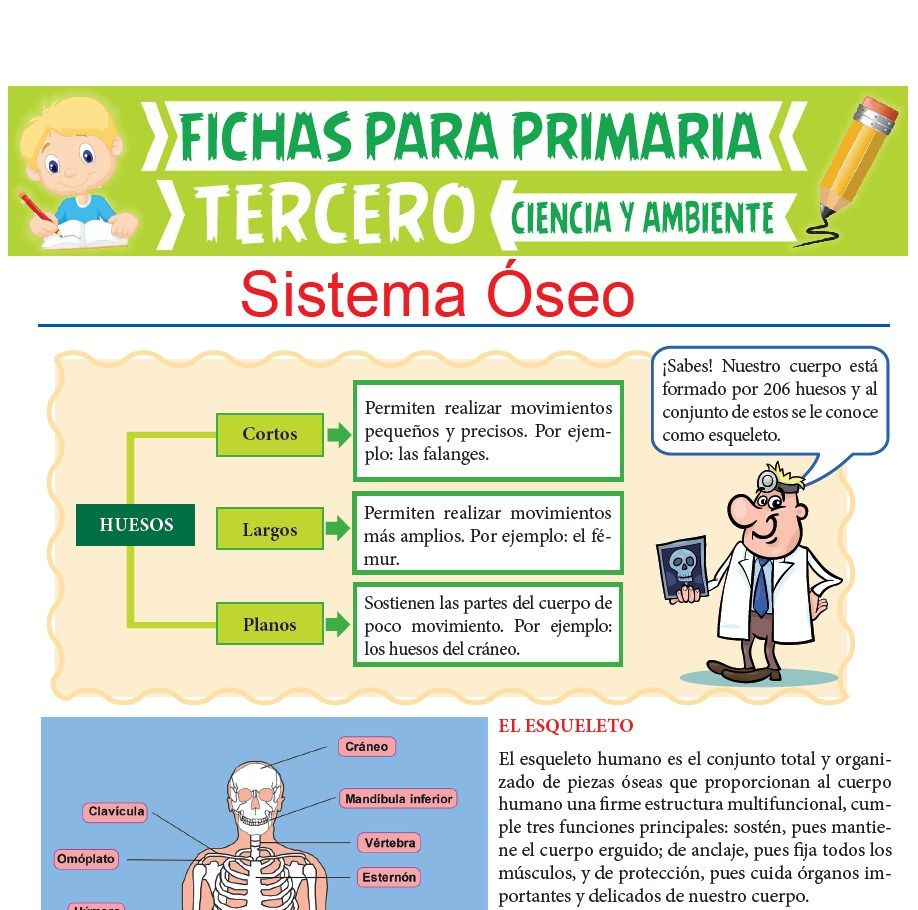 FICHAS PARA PRIMARIA
TERCERO
CIENCIA Y AMBIENTE
Sistema Óseo
¡Sabes! Nuestro cuerpo está
formado por 206 huesos y al
conjunto de estos se le conoce
como esqueleto.
HUESOS
Cortos
Permiten realizar movimientos
pequeños y precisos. Por ejem-
plo: las falanges.
Largos
Permiten realizar movimientos
más amplios. Por ejemplo: el fé-
mur.
Planos
Sostienen las partes del cuerpo de
poco movimiento. Por ejemplo:
los huesos del cráneo.
Cráneo
Mandíbula inferior
Clavícula
Vértebra
Omóplato
Esternón
Húmero
EL ESQUELETO
El esqueleto humano es el conjunto total y organi-
zado de piezas óseas que proporcionan al cuerpo
humano una firme estructura multifuncional, cum-
ple tres funciones principales: sostén, pues mantie-
ne el cuerpo erguido; de anclaje, pues fija todos los
músculos, y de protección, pues cuida órganos im-
portantes y delicados de nuestro cuerpo.